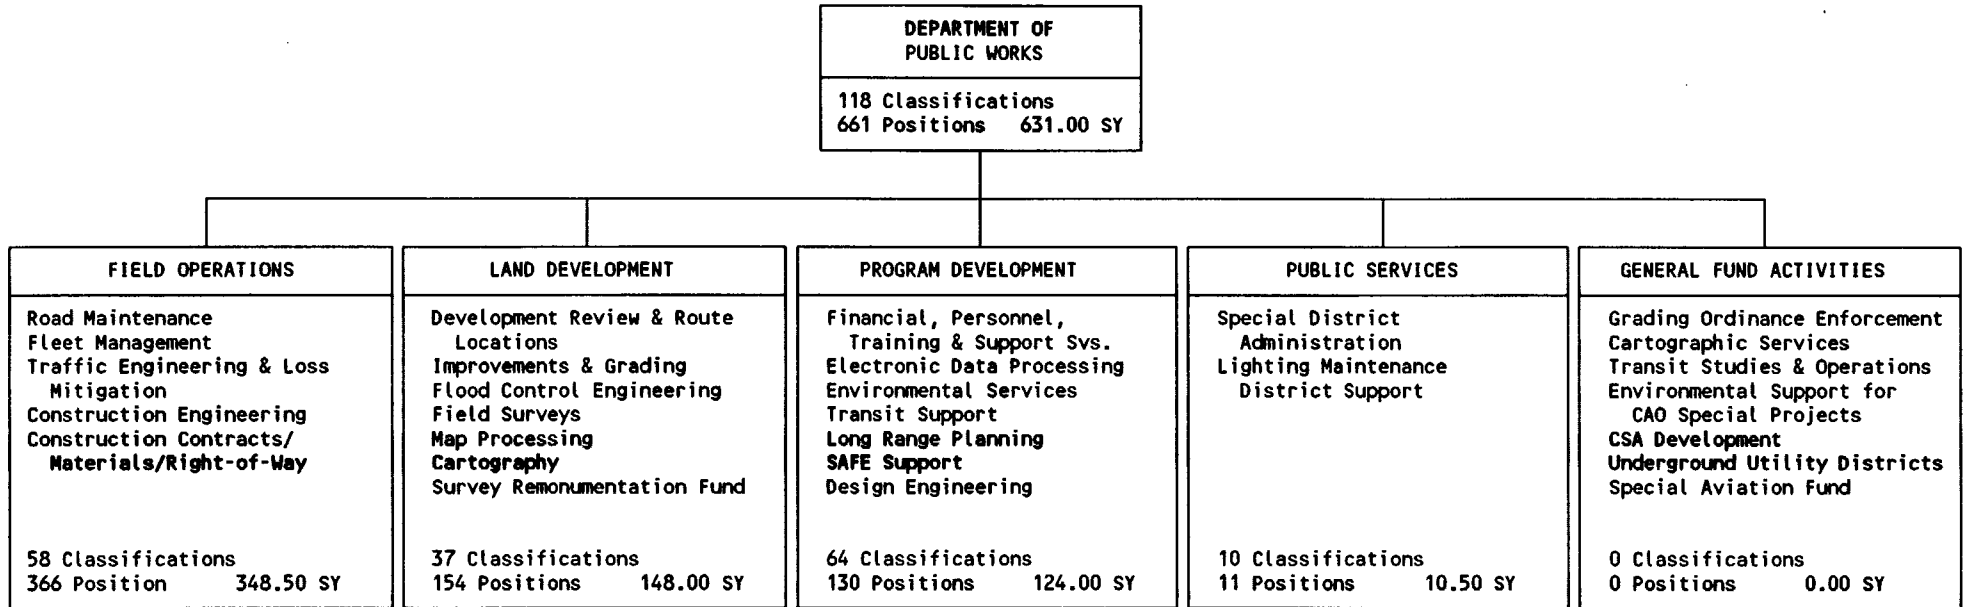 DEPARTMENT OF
PUBLIC WORKS
118 Classifications
661 Positions 631.00 SY
FIELD OPERATIONS
Road Maintenance
Fleet Management
Traffic Engineering & Loss
Mitigation
Construction Engineering
Construction Contracts/
Materials/Right-of-Way
58 Classifications
366 Position 348.50 SY
LAND DEVELOPMENT
Development Review & Route
Locations
Improvements & Grading
Flood Control Engineering
Field Surveys
Map Processing
Cartography
Survey Remonumentation Fund
37 Classifications
154 Positions 148.00 SY
PROGRAM DEVELOPMENT
Financial, Personnel,
Training & Support Svs.
Electronic Data Processing
Environmental Services
Transit Support
Long Range Planning
SAFE Support
Design Engineering
64 Classifications
130 Positions 124.00 SY
PUBLIC SERVICES
Special District
Administration
Lighting Maintenance
District Support
10 Classifications
11 Positions 10.50 SY
GENERAL FUND ACTIVITIES
Grading Ordinance Enforcement
Cartographic Services
Transit Studies & Operations
Environmental Support for
CAO Special Projects
CSA Development
Underground Utility Districts
Special Aviation Fund
0 Classifications
0 Positions 0.00 SY